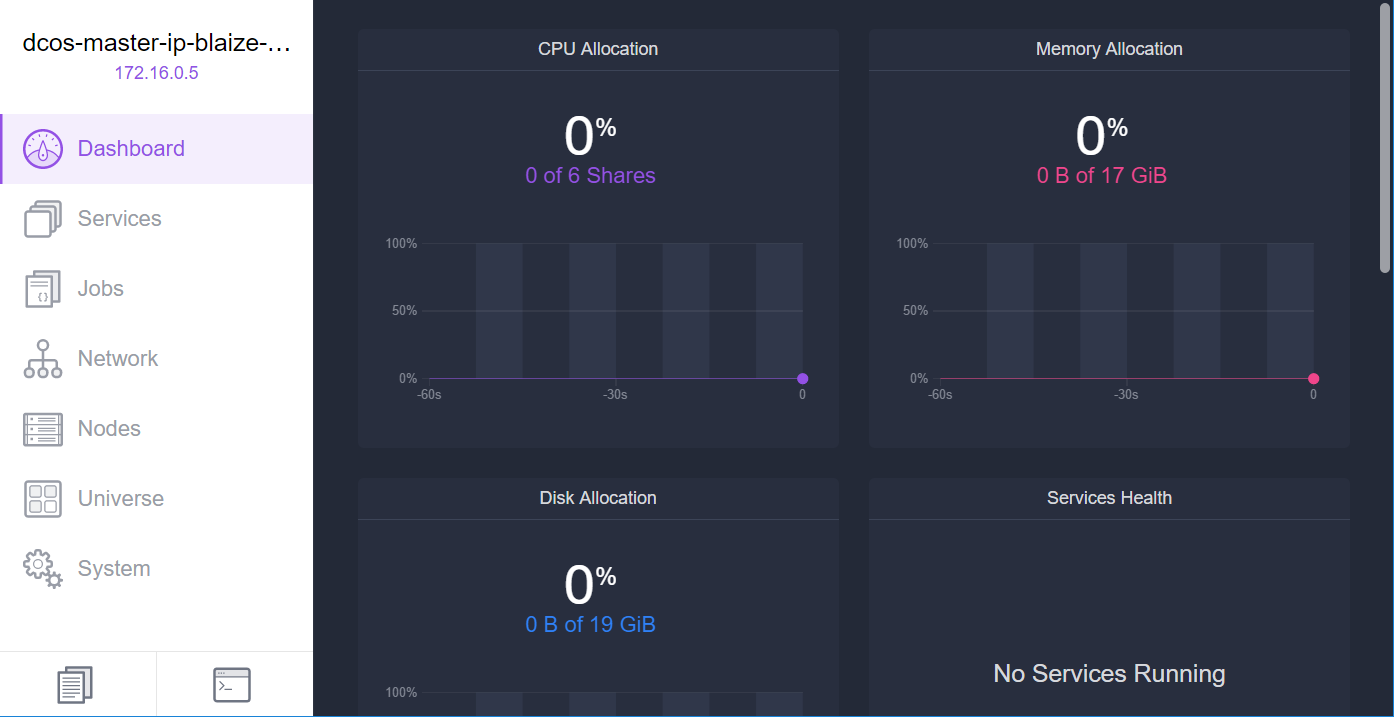 dcos-master-ip-blaize-...
172.16.0.5
Dashboard
Services
Jobs
Network
Nodes
Universe
System
CPU Allocation
0%
0 of 6 Shares
100%
50%
0%
-60s -30s 0
Memory Allocation
0%
0 B of 17 GiB
100%
50%
0%
-60s -30s 0
Disk Allocation
0%
0 B of 19 GiB
100%
Services Health
No Services Running